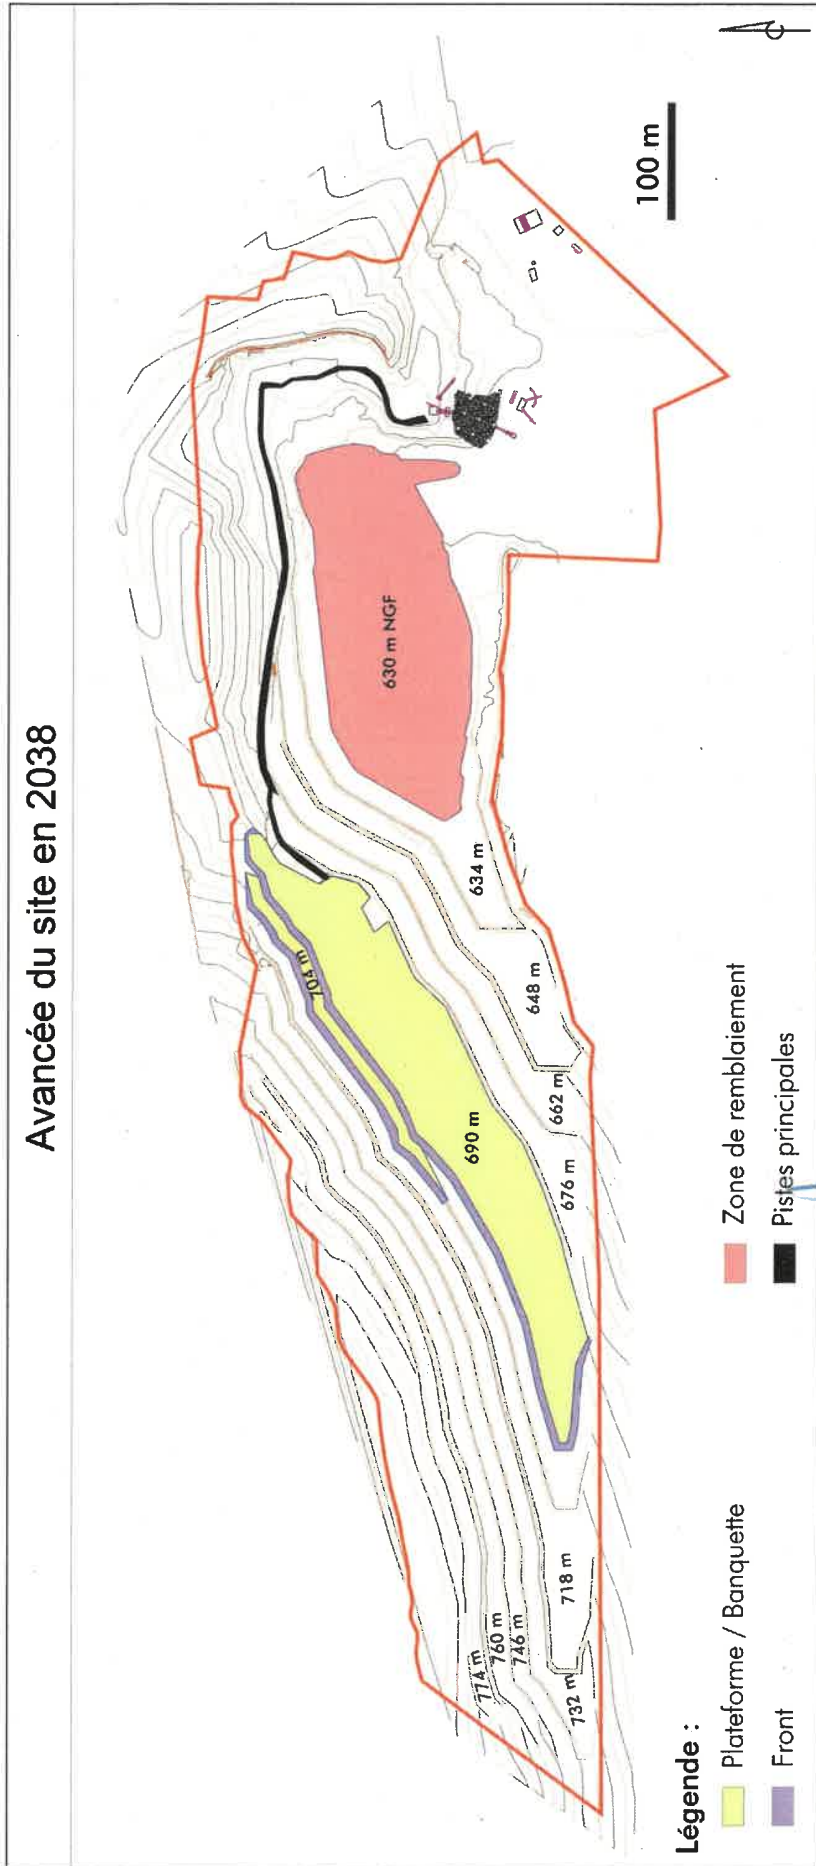 Avancée du site en 2038
100 m
630 m NGF
704 m
690 m
634 m
648 m
662 m
676 m
718 m
732 m
746 m
760 m
774 m
Légende :
Plateforme / Banquette
Front
Zone de remblaiement
Pistes principales